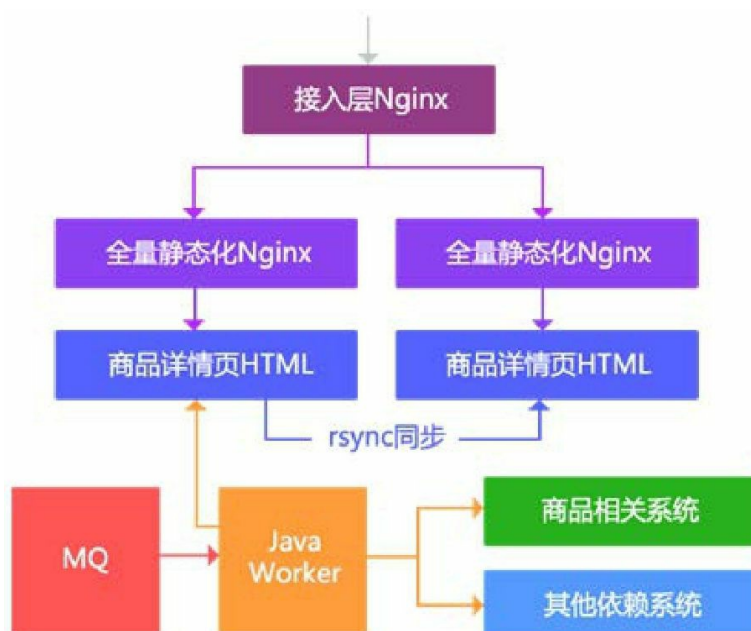 接入层Nginx
全量静态化Nginx
全量静态化Nginx
商品详情页HTML
商品详情页HTML
rsync同步
MQ
Java
Worker
商品相关系统
其他依赖系统